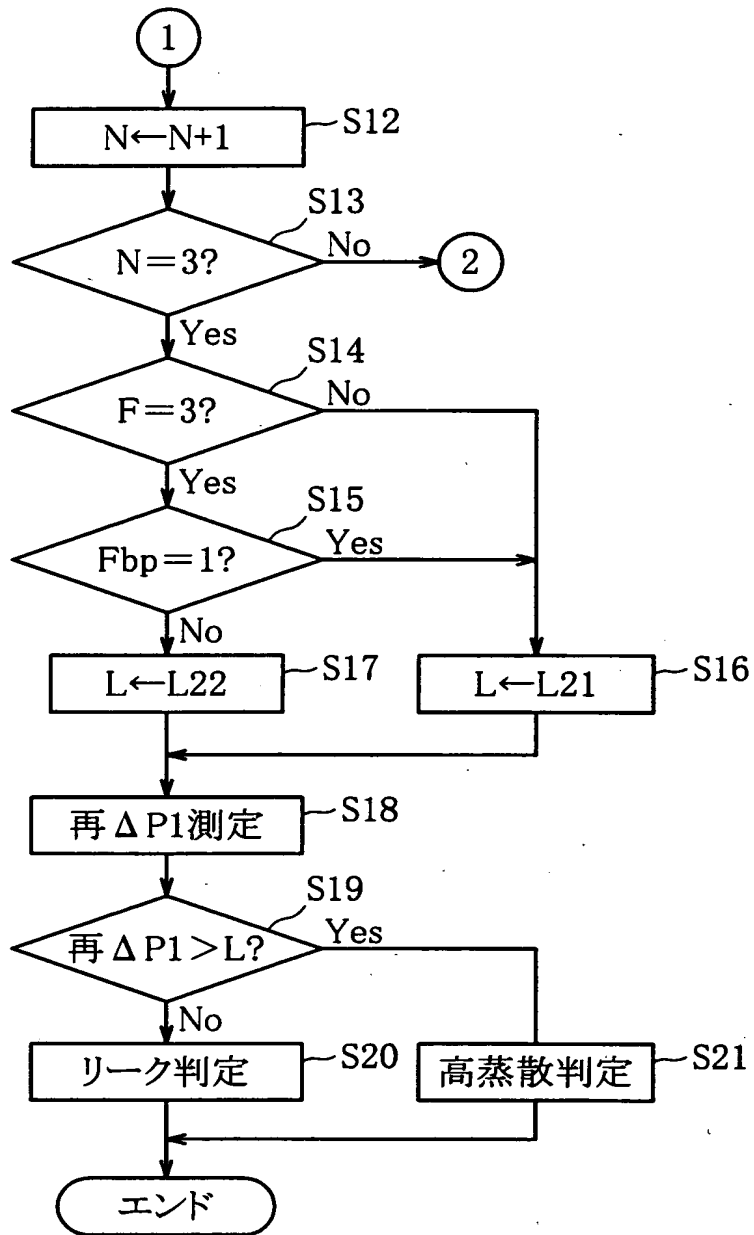 1
N←N+1
S12
S13
N=3?
No
2
Yes
S14
F=3?
No
Yes
S15
Fbp=1?
Yes
No
L←L22
S17
L←L21
S16
再ΔP1測定
S18
S19
再ΔP1>L?
Yes
No
リーク判定
S20
高蒸散判定
S21
エンド